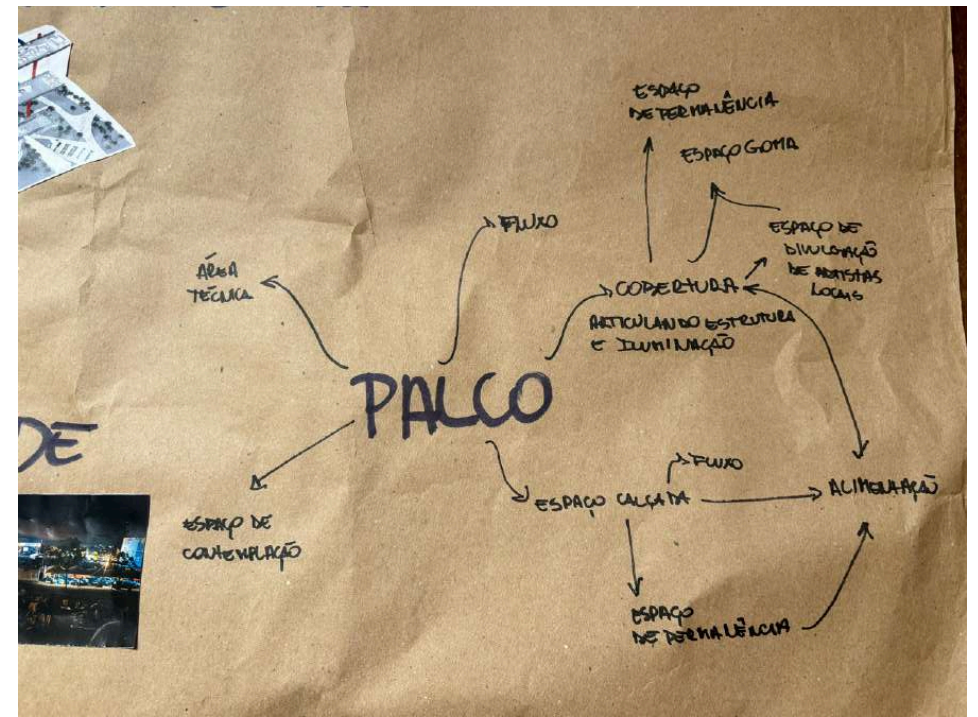 ESPAÇO
DE PERMANÊNCIA
ESPAÇO GOMA
FLUXO
ESPAÇO DE
DIVULGAÇÃO
DE ARTISTAS
LOCAIS
ÁREA
TÉCNICA
COBERTURA
ARTICULANDO ESTRUTURA
E ILUMINAÇÃO
PALCO
DE
FLUXO
ESPAÇO CALÇADA
ALIMENTAÇÃO
ESPAÇO DE
CONTEMPLAÇÃO
ESPAÇO
DE PERMANÊNCIA